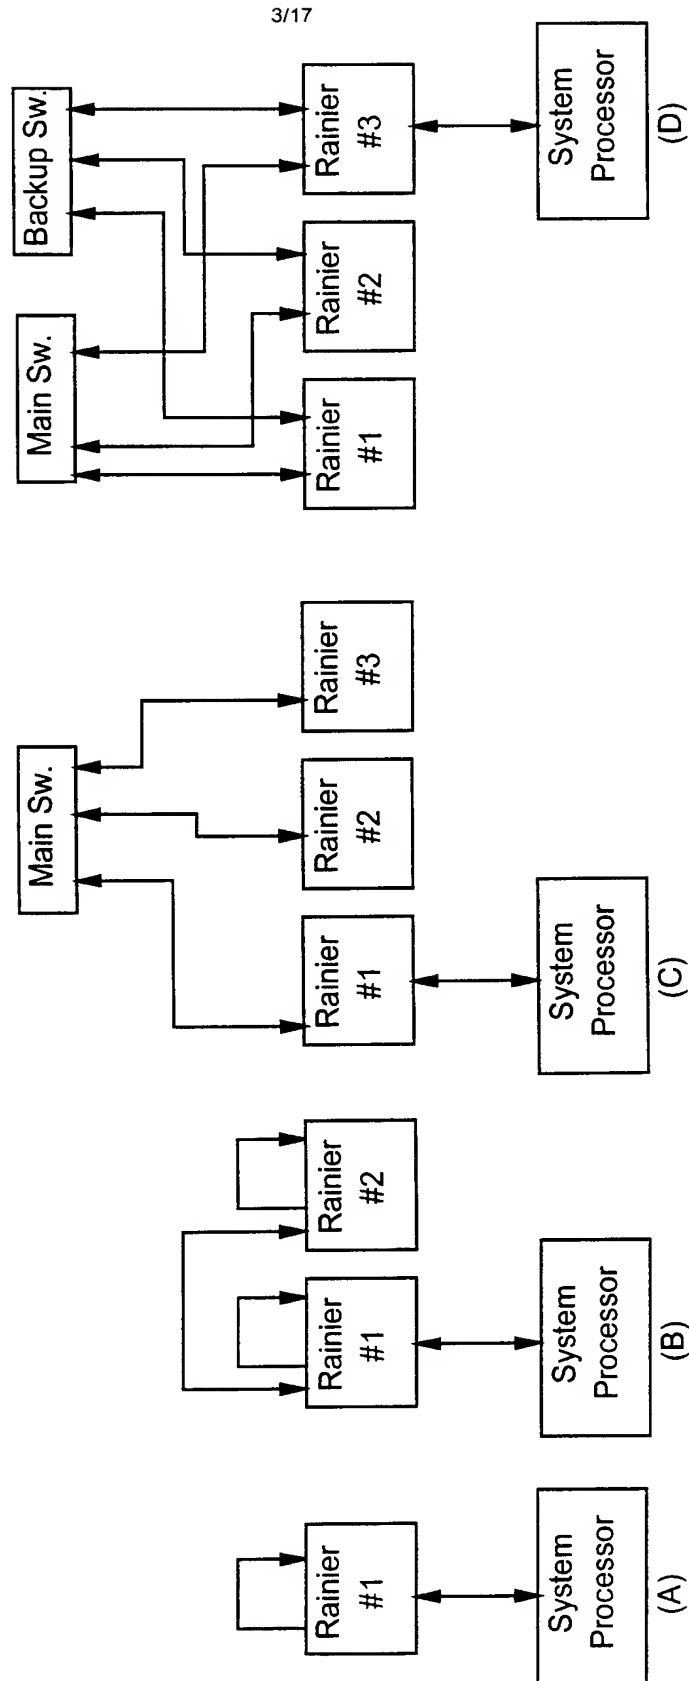 3/17
Rainier
#1
System
Processor
(A)
Rainier
#1
Rainier
#2
System
Processor
(B)
Main Sw.
Rainier
#1
Rainier
#2
Rainier
#3
System
Processor
(C)
Main Sw.
Backup Sw.
Rainier
#1
Rainier
#2
Rainier
#3
System
Processor
(D)